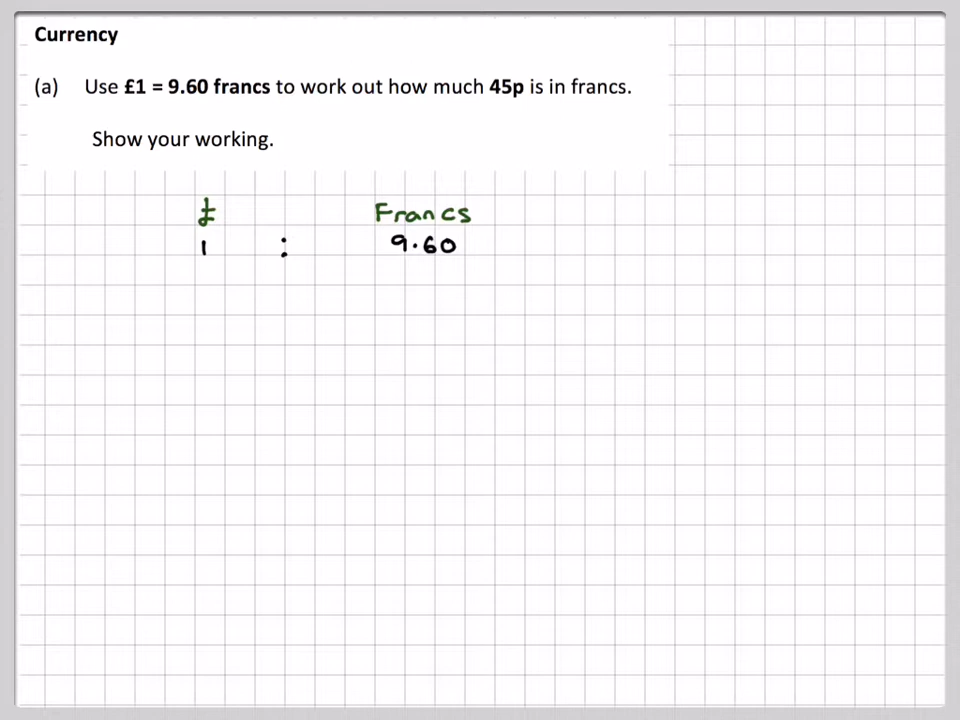 Currency
(a) Use £1 = 9.60 francs to work out how much 45p is in francs.
Show your working.
£ Francs
1 : 9.60